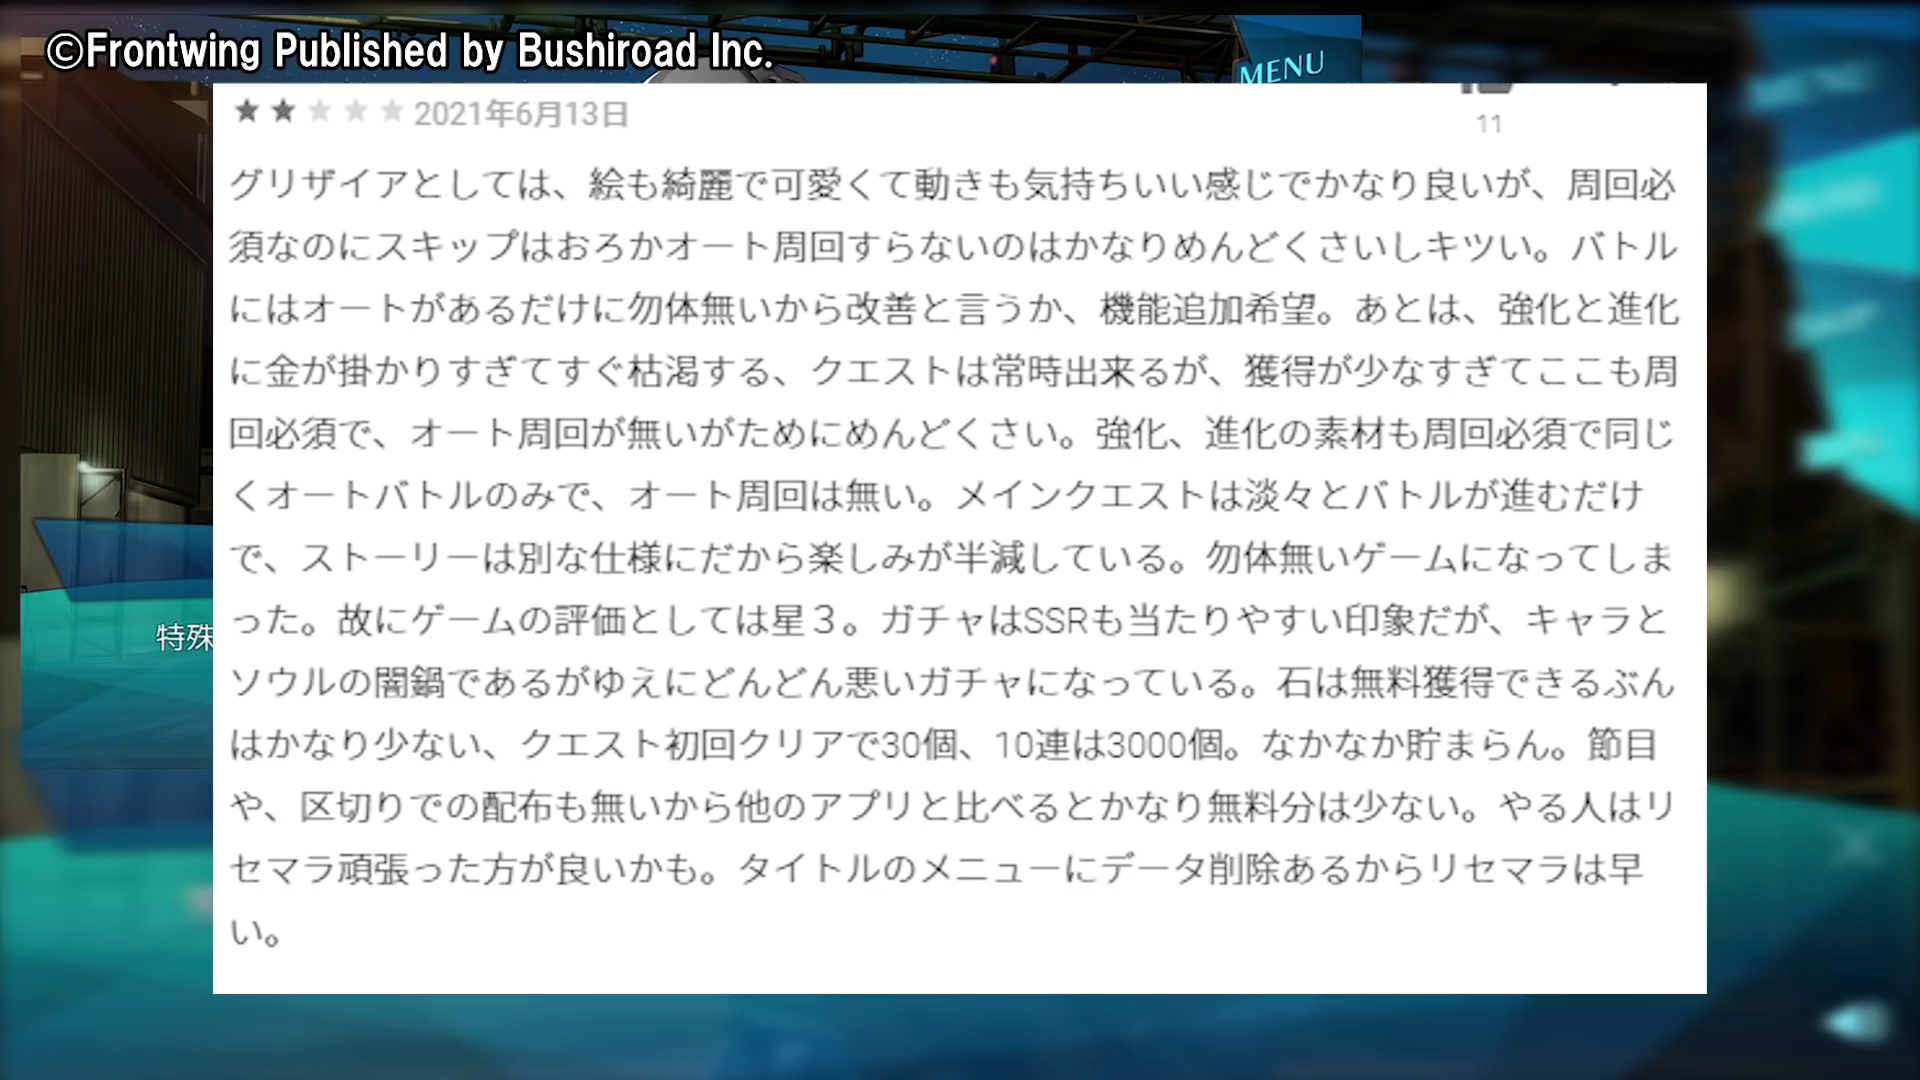 ©Frontwing Published by Bushiroad Inc.
MENU
★★★★★ 2021年6月13日
11
グリザイアとしては、絵も綺麗で可愛くて動きも気持ちいい感じでかなり良いが、周回必
須なのにスキップはおろかオート周回すらないのはかなりめんどくさいしキツい。バトル
にはオートがあるだけに勿体無いから改善と言うか、機能追加希望。あとは、強化と進化
に金が掛かりすぎてすぐ枯渇する、クエストは常時出来るが、獲得が少なすぎてここも周
回必須で、オート周回が無いがためにめんどくさい。強化、進化の素材も周回必須で同じ
くオートバトルのみで、オート周回は無い。メインクエストは淡々とバトルが進むだけ
で、ストーリーは別な仕様にだから楽しみが半減している。勿体無いゲームになってしま
った。故にゲームの評価としては星３。ガチャはSSRも当たりやすい印象だが、キャラと
ソウルの闇鍋であるがゆえにどんどん悪いガチャになっている。石は無料獲得できるぶん
はかなり少ない、クエスト初回クリアで30個、10連は3000個。なかなか貯まらん。節目
や、区切りでの配布も無いから他のアプリと比べるとかなり無料分は少ない。やる人はリ
セマラ頑張った方が良いかも。タイトルのメニューにデータ削除あるからリセマラは早
い。
特殊